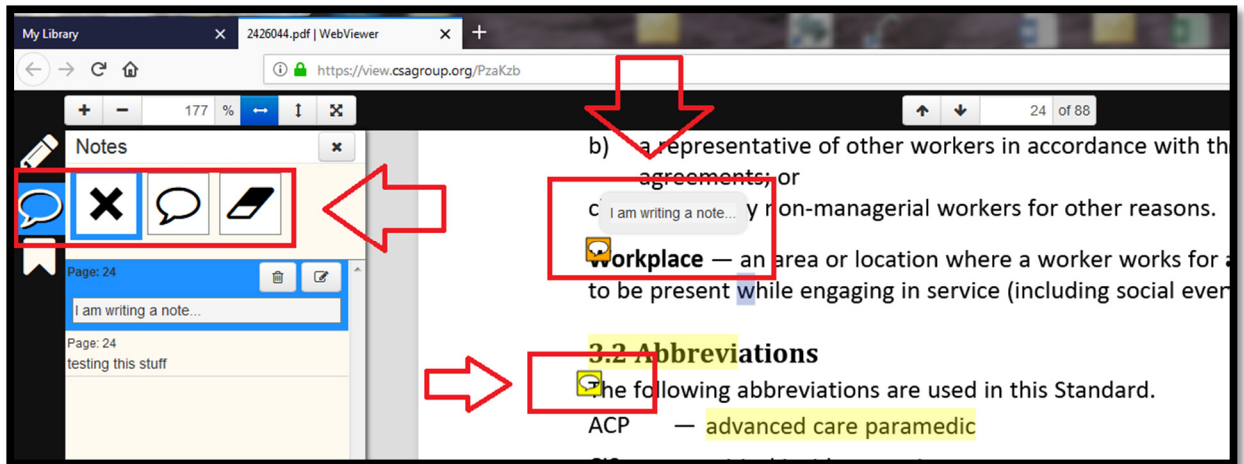 My Library 2426044.pdf | WebViewer
https://view.csagroup.org/PzaKzb
177 % 24 of 88
Notes
Page: 24
I am writing a note...
Page: 24
testing this stuff
b) a representative of other workers in accordance with th
agreements; or
c
I am writing a note...
y non-managerial workers for other reasons.
Workplace — an area or location where a worker works for
to be present while engaging in service (including social ever
3.2 Abbreviations
The following abbreviations are used in this Standard.
ACP — advanced care paramedic